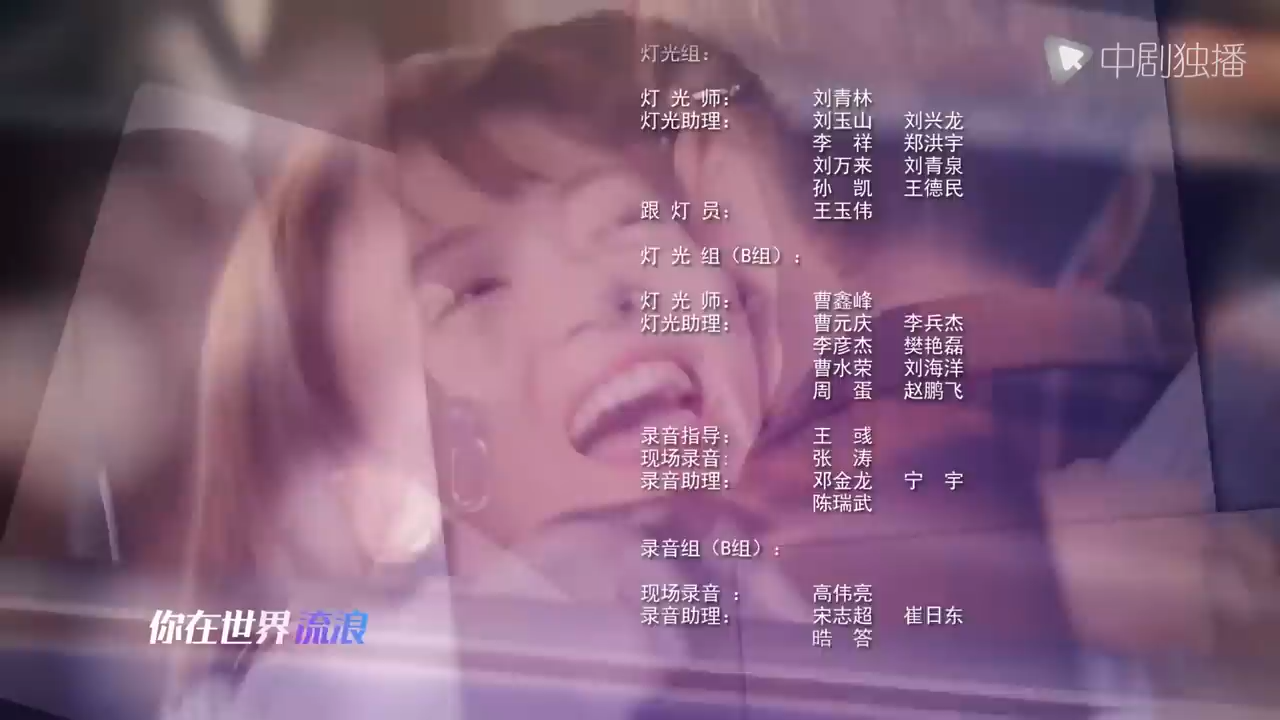 灯光组：
中剧独播
灯 光 师： 刘青林
灯光助理： 刘玉山 刘兴龙
李 祥 郑洪宇
刘万来 刘青泉
孙 凯 王德民
跟 灯 员： 王玉伟
灯 光 组（B组）：
灯 光 师： 曹鑫峰
灯光助理： 曹元庆 李兵杰
李彦杰 樊艳磊
曹水荣 刘海洋
周 蛋 赵鹏飞
录音指导： 王 彧
现场录音： 张 涛
录音助理： 邓金龙 宁 宇
陈瑞武
录音组（B组）：
现场录音 ： 高伟亮
录音助理： 宋志超 崔日东
晧 答
你在世界流浪